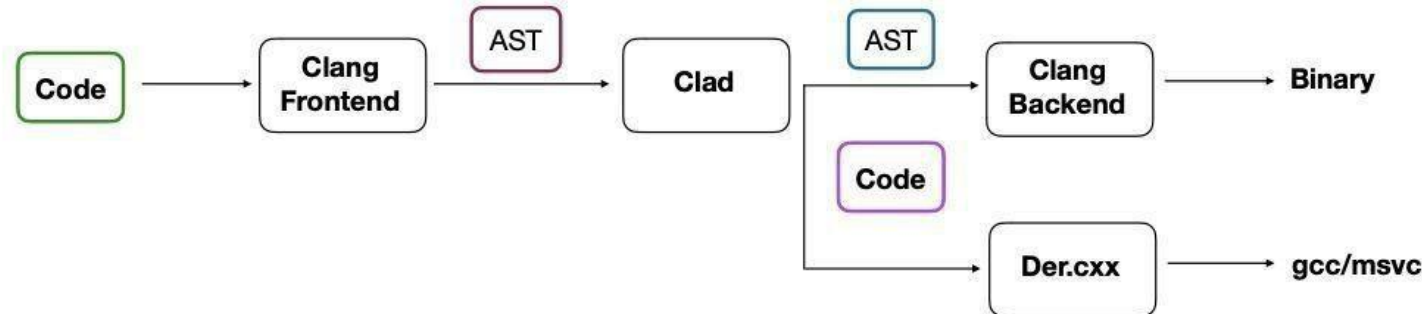 Code
Clang
Frontend
AST
Clad
AST
Code
Clang
Backend
Binary
Der.cxx
gcc/msvc